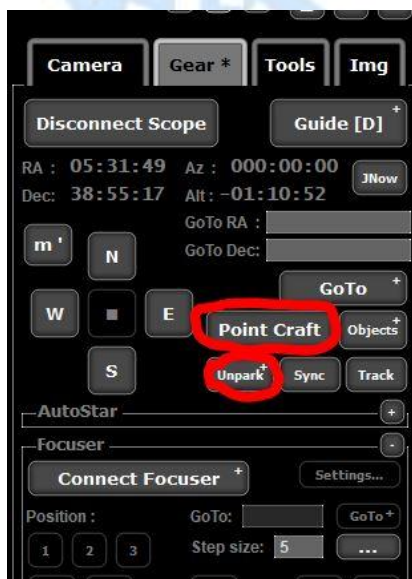 Camera Gear * Tools Img
Disconnect Scope Guide [D] +
RA : 05:31:49 Az : 000:00:00 JNow
Dec: 38:55:17 Alt: -01:10:52
GoTo RA :
m ' N GoTo Dec:
GoTo +
W E Point Craft Objects +
S Unpark + Sync Track
AutoStar +
Focuser -
Connect Focuser + Settings...
Position : GoTo: GoTo +
1 2 3 Step size: 5 ...